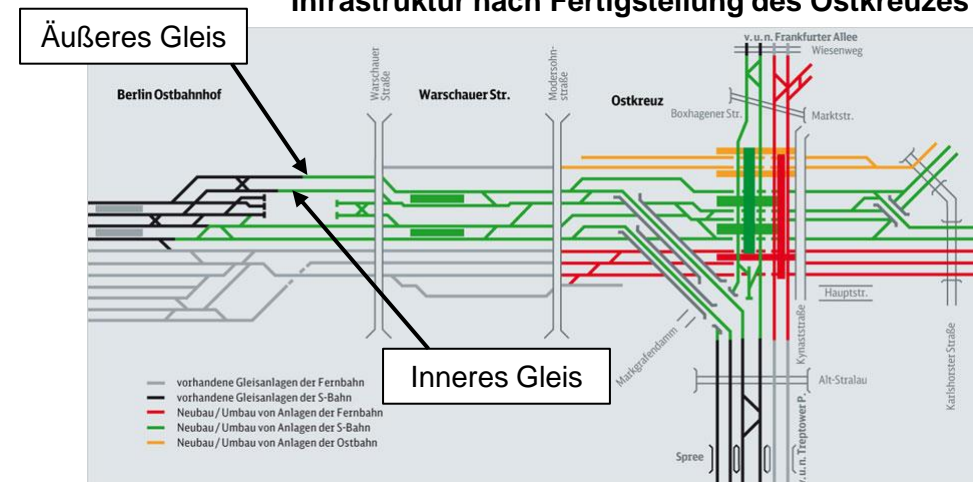 Infrastruktur nach Fertigstellung des Ostkreuzes
Äußeres Gleis
v. u. n. Frankfurter Allee
Wiesenweg
Berlin Ostbahnhof
Warschauer
Straße
Warschauer Str.
Modersohn-
straße
Ostkreuz
Boxhagener Str.
Marktstr.
Hauptstr.
Kynaststraße
Karlshorster Straße
Markgrafendamm
Inneres Gleis
Alt-Stralau
vorhandene Gleisanlagen der Fernbahn
vorhandene Gleisanlagen der S-Bahn
Neubau / Umbau von Anlagen der Fernbahn
Neubau / Umbau von Anlagen der S-Bahn
Neubau / Umbau von Anlagen der Ostbahn
Spree
v. u. n. Treptower P.